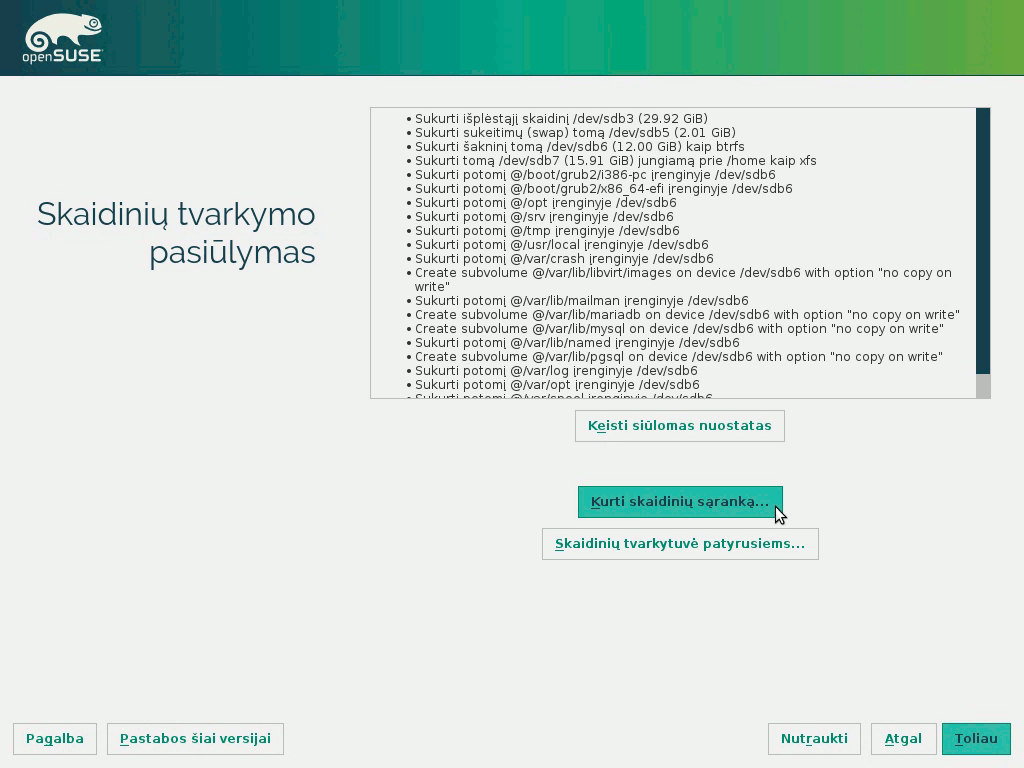 openSUSE
Skaidinių tvarkymo
pasiūlymas
• Sukurti išplėstąjį skaidinį /dev/sdb3 (29.92 GiB)
• Sukurti sukeitimų (swap) tomą /dev/sdb5 (2.01 GiB)
• Sukurti šakninį tomą /dev/sdb6 (12.00 GiB) kaip btrfs
• Sukurti tomą /dev/sdb7 (15.91 GiB) jungiamą prie /home kaip xfs
• Sukurti potomį @/boot/grub2/i386-pc įrenginyje /dev/sdb6
• Sukurti potomį @/boot/grub2/x86_64-efi įrenginyje /dev/sdb6
• Sukurti potomį @/opt įrenginyje /dev/sdb6
• Sukurti potomį @/srv įrenginyje /dev/sdb6
• Sukurti potomį @/tmp įrenginyje /dev/sdb6
• Sukurti potomį @/usr/local įrenginyje /dev/sdb6
• Sukurti potomį @/var/crash įrenginyje /dev/sdb6
• Create subvolume @/var/lib/libvirt/images on device /dev/sdb6 with option "no copy on
write"
• Sukurti potomį @/var/lib/mailman įrenginyje /dev/sdb6
• Create subvolume @/var/lib/mariadb on device /dev/sdb6 with option "no copy on write"
• Create subvolume @/var/lib/mysql on device /dev/sdb6 with option "no copy on write"
• Sukurti potomį @/var/lib/named įrenginyje /dev/sdb6
• Create subvolume @/var/lib/pgsql on device /dev/sdb6 with option "no copy on write"
• Sukurti potomį @/var/log įrenginyje /dev/sdb6
• Sukurti potomį @/var/opt įrenginyje /dev/sdb6
• Sukurti potomį @/var/spool įrenginyje /dev/sdb6
Keisti siūlomas nuostatas
Kurti skaidinių sąranką...
Skaidinių tvarkytuvė patyrusiems...
Pagalba
Pastabos šiai versijai
Nutraukti
Atgal
Toliau